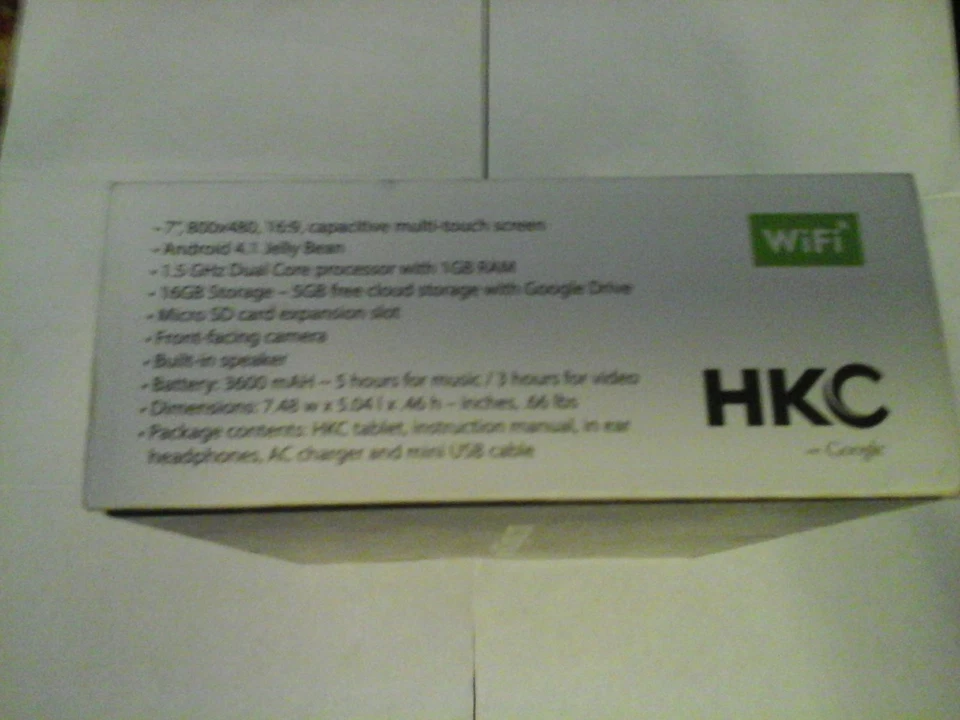 - 7", 800x480, 16:9, capacitive multi-touch screen
- Android 4.1 Jelly Bean
- 1.5 GHz Dual Core processor with 1GB RAM
- 16GB Storage – 5GB free cloud storage with Google Drive
- Micro SD card expansion slot
- Front-facing camera
- Built-in speaker
- Battery: 3600 mAH – 5 hours for music / 3 hours for video
- Dimensions: 7.48 w x 5.04 l x .46 h – inches, .66 lbs
- Package contents: HKC tablet, instruction manual, in ear
headphones, AC charger and mini USB cable
WiFi
HKC
Google